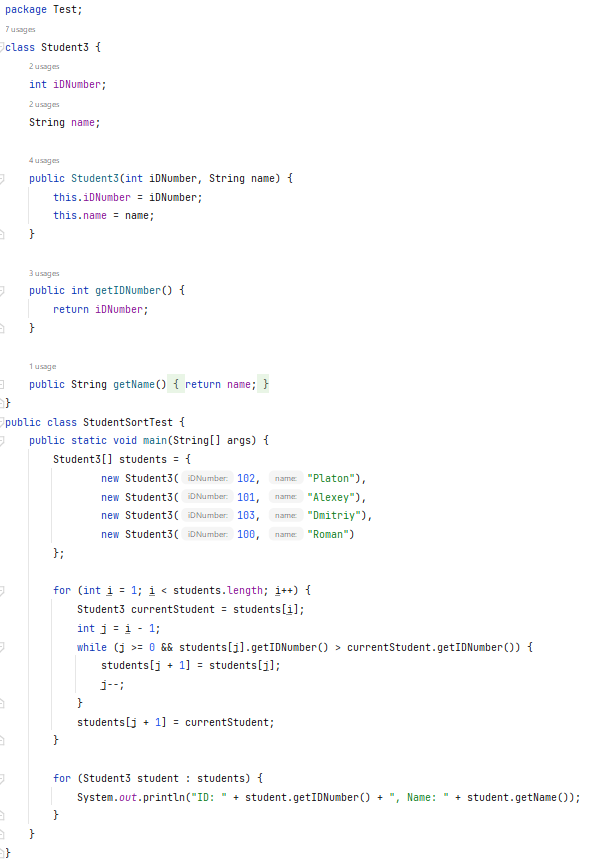 package Test;
7 usages
class Student3 {
2 usages
int iDNumber;
2 usages
String name;
4 usages
public Student3(int iDNumber, String name) {
this.iDNumber = iDNumber;
this.name = name;
}
3 usages
public int getIDNumber() {
return iDNumber;
}
1 usage
public String getName() { return name; }
}
public class StudentSortTest {
public static void main(String[] args) {
Student3[] students = {
new Student3( iDNumber: 102, name: "Platon"),
new Student3( iDNumber: 101, name: "Alexey"),
new Student3( iDNumber: 103, name: "Dmitriy"),
new Student3( iDNumber: 100, name: "Roman")
};
for (int i = 1; i < students.length; i++) {
Student3 currentStudent = students[i];
int j = i - 1;
while (j >= 0 && students[j].getIDNumber() > currentStudent.getIDNumber()) {
students[j + 1] = students[j];
j--;
}
students[j + 1] = currentStudent;
}
for (Student3 student : students) {
System.out.println("ID: " + student.getIDNumber() + ", Name: " + student.getName());
}
}
}